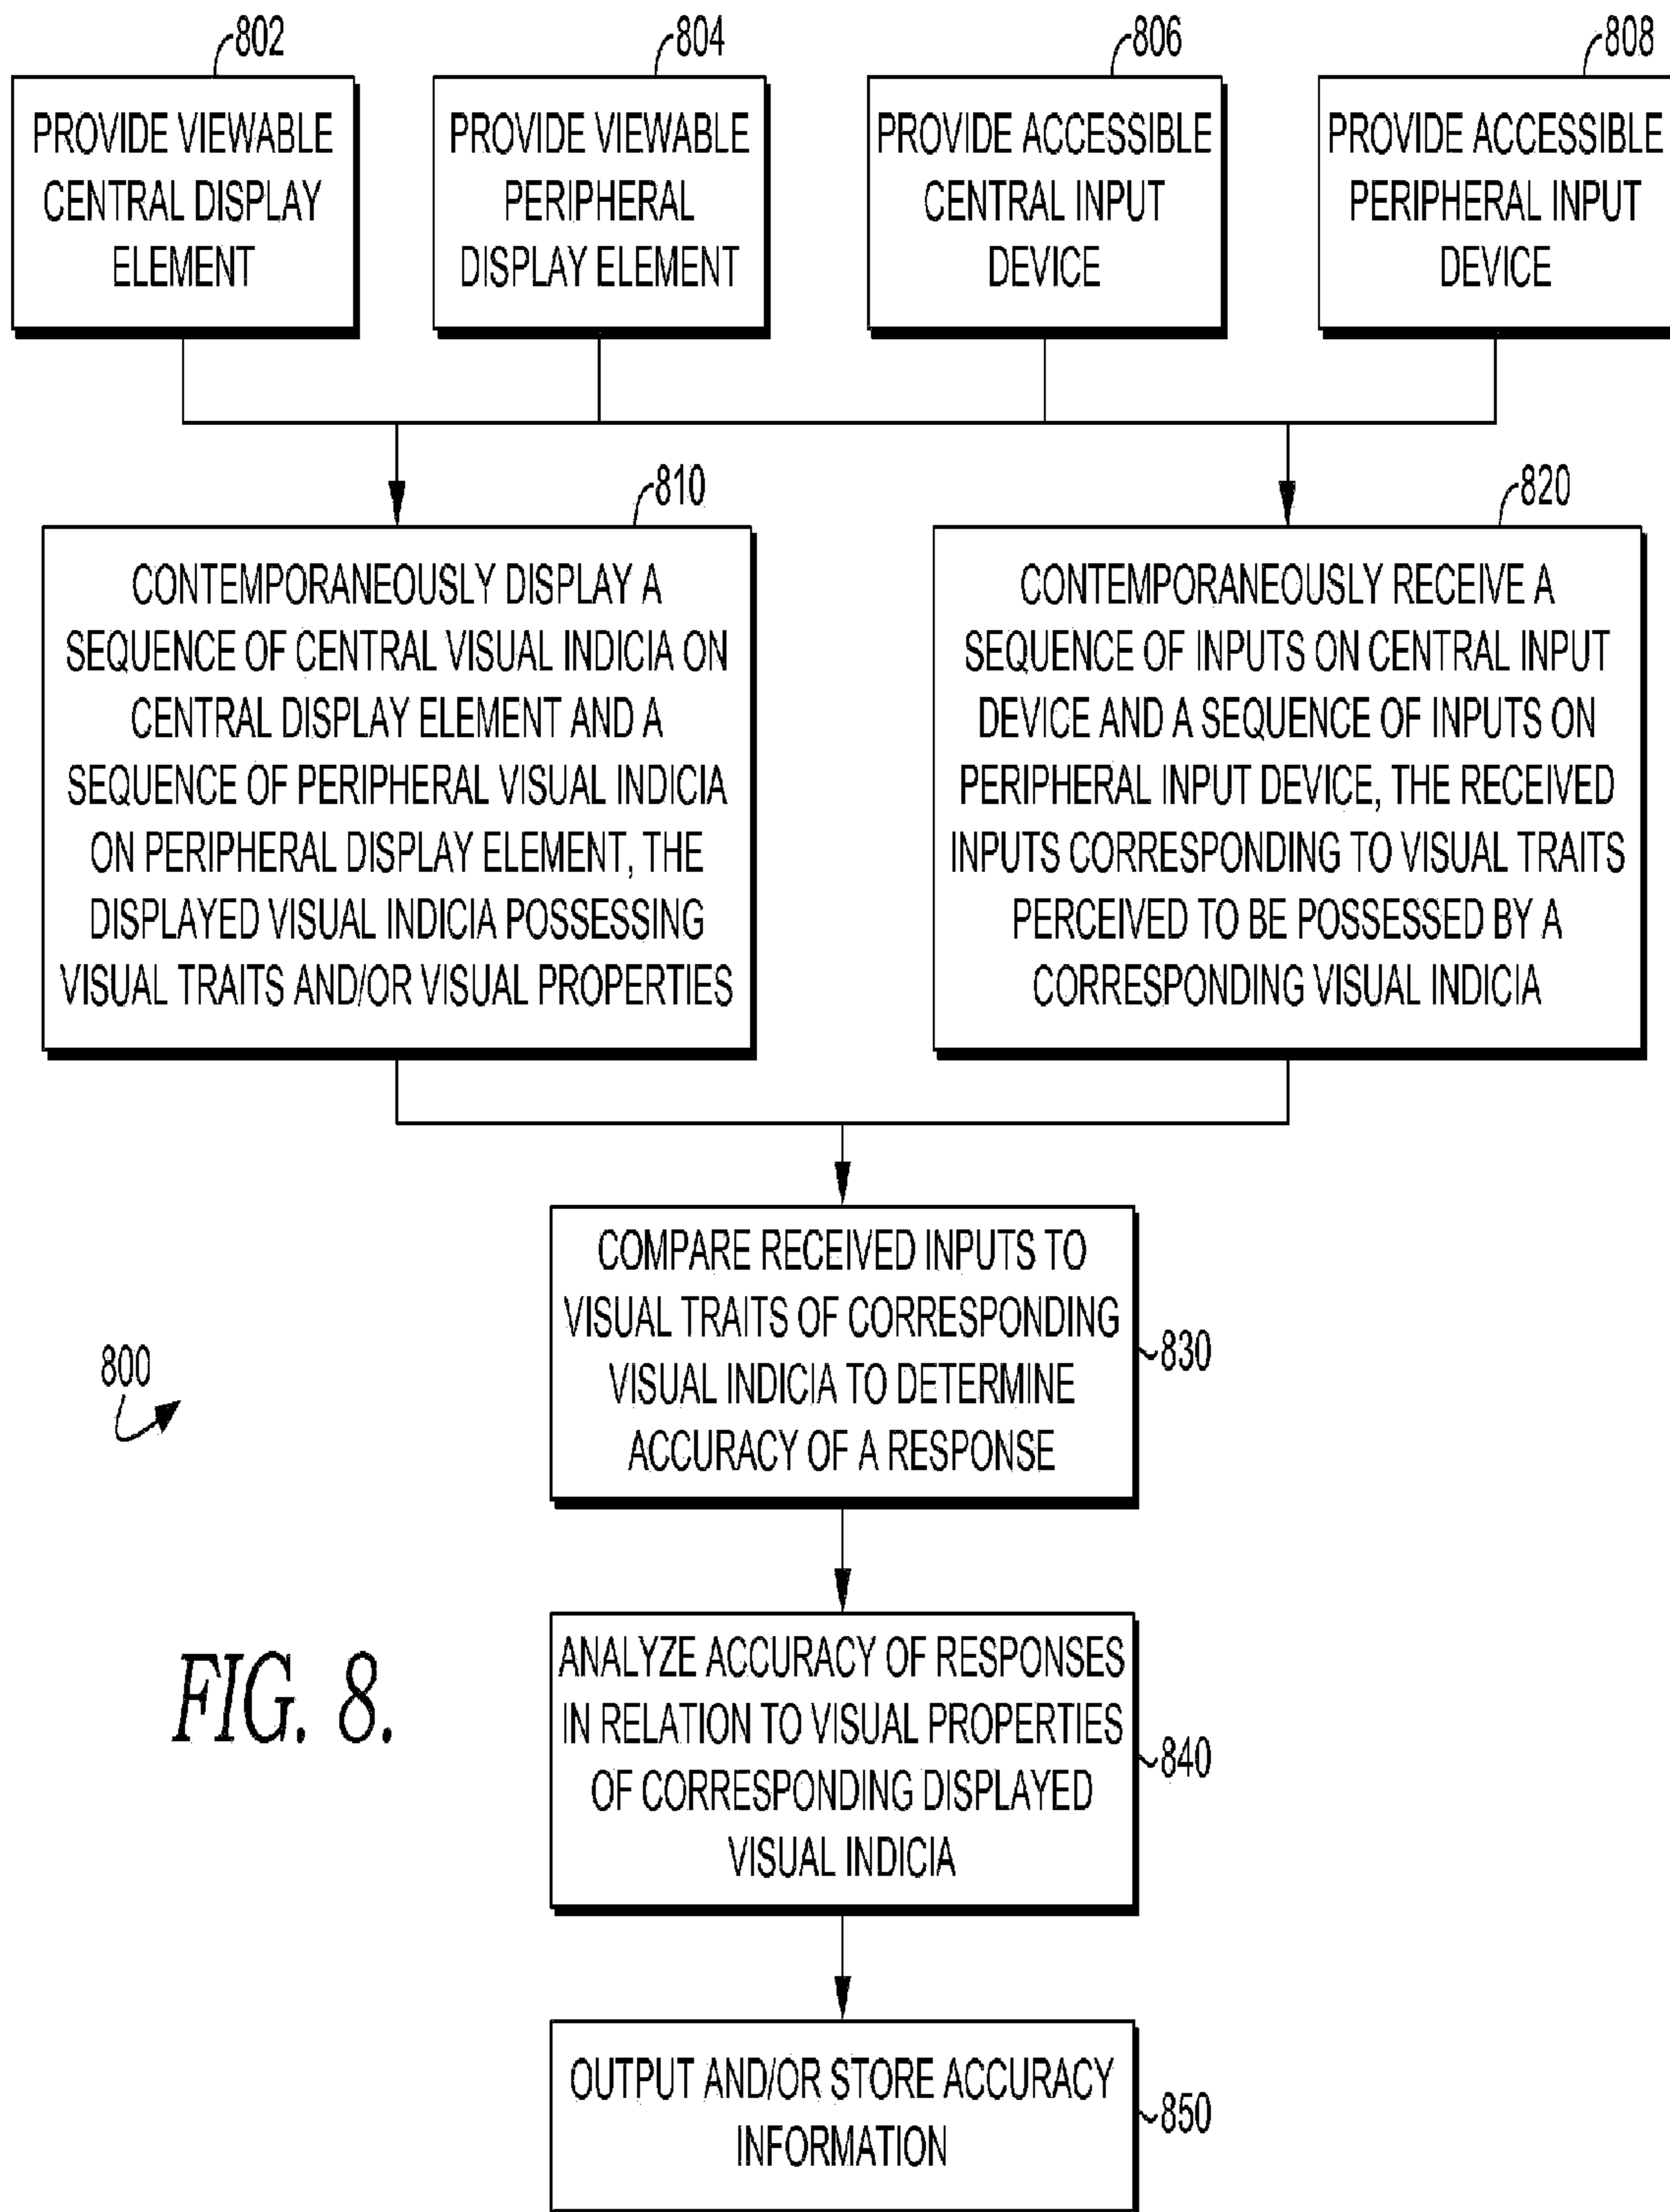 802
804
806
808
PROVIDE VIEWABLE
CENTRAL DISPLAY
ELEMENT
PROVIDE VIEWABLE
PERIPHERAL
DISPLAY ELEMENT
PROVIDE ACCESSIBLE
CENTRAL INPUT
DEVICE
PROVIDE ACCESSIBLE
PERIPHERAL INPUT
DEVICE
810
CONTEMPORANEOUSLY DISPLAY A
SEQUENCE OF CENTRAL VISUAL INDICIA ON
CENTRAL DISPLAY ELEMENT AND A
SEQUENCE OF PERIPHERAL VISUAL INDICIA
ON PERIPHERAL DISPLAY ELEMENT, THE
DISPLAYED VISUAL INDICIA POSSESSING
VISUAL TRAITS AND/OR VISUAL PROPERTIES
820
CONTEMPORANEOUSLY RECEIVE A
SEQUENCE OF INPUTS ON CENTRAL INPUT
DEVICE AND A SEQUENCE OF INPUTS ON
PERIPHERAL INPUT DEVICE, THE RECEIVED
INPUTS CORRESPONDING TO VISUAL TRAITS
PERCEIVED TO BE POSSESSED BY A
CORRESPONDING VISUAL INDICIA
COMPARE RECEIVED INPUTS TO
VISUAL TRAITS OF CORRESPONDING
VISUAL INDICIA TO DETERMINE
ACCURACY OF A RESPONSE
830
800
ANALYZE ACCURACY OF RESPONSES
IN RELATION TO VISUAL PROPERTIES
OF CORRESPONDING DISPLAYED
VISUAL INDICIA
840
FIG. 8.
OUTPUT AND/OR STORE ACCURACY
INFORMATION
850